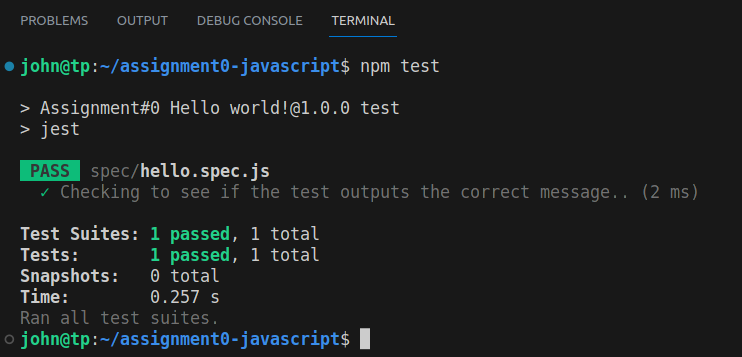 PROBLEMS OUTPUT DEBUG CONSOLE TERMINAL
john@tp:~/assignment0-javascript$ npm test
> Assignment#0 Hello world!@1.0.0 test
> jest
PASS spec/hello.spec.js
✓ Checking to see if the test outputs the correct message.. (2 ms)
Test Suites: 1 passed, 1 total
Tests: 1 passed, 1 total
Snapshots: 0 total
Time: 0.257 s
Ran all test suites.
john@tp:~/assignment0-javascript$